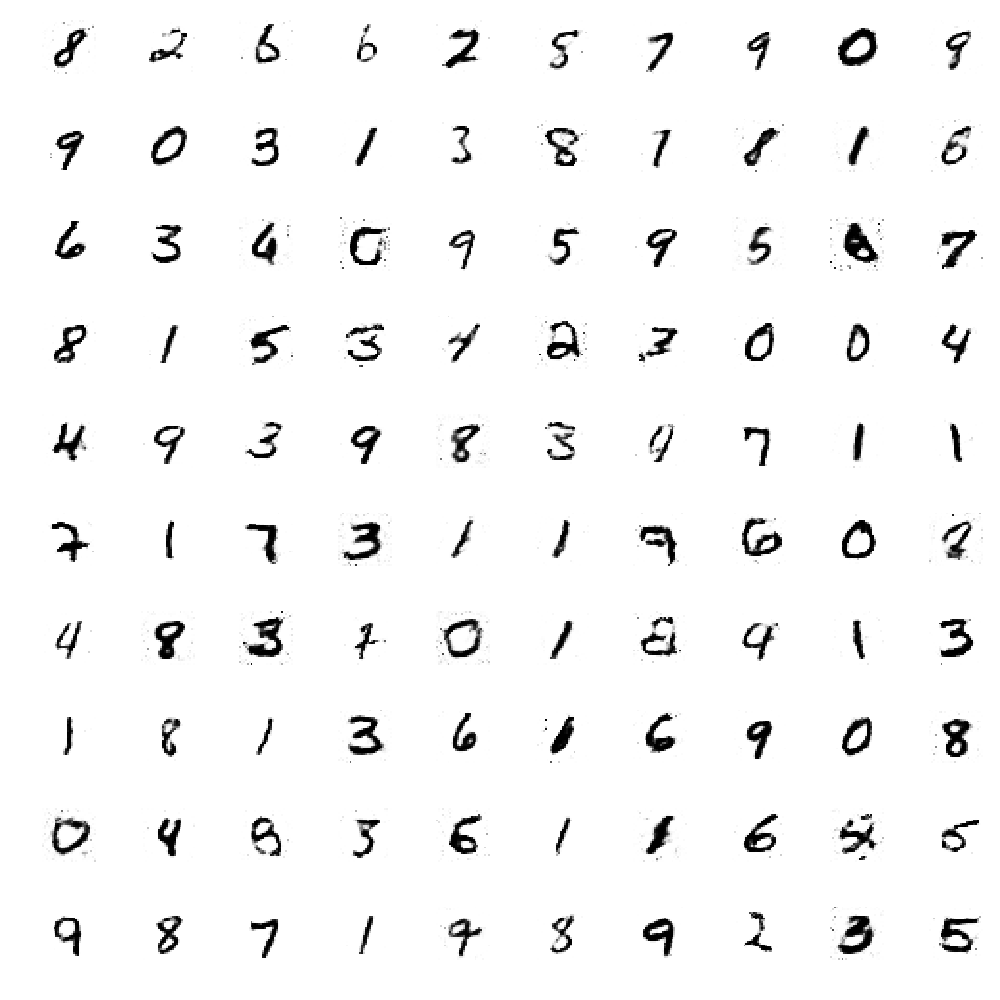 8 2 6 6 2 5 7 9 0 9
9 0 3 1 3 8 7 8 1 6
6 3 4 0 9 5 9 5 6 7
8 1 5 3 4 2 3 0 0 4
4 9 3 9 8 3 9 7 1 1
7 1 7 3 1 1 9 6 0 2
4 8 3 7 0 1 8 9 1 3
1 8 1 3 6 1 6 9 0 8
0 4 8 3 6 1 1 6 5
9 8 7 1 9 8 9 2 3 5